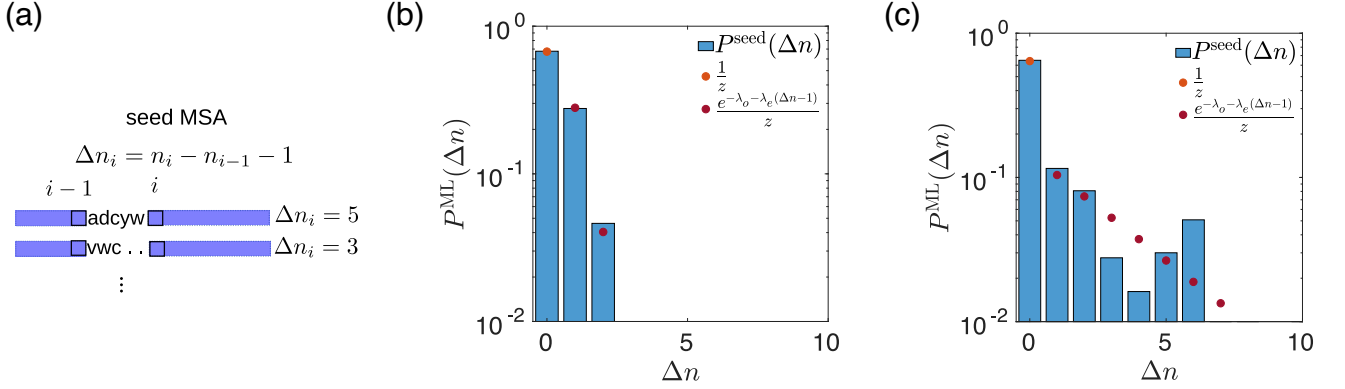 (a)
seed MSA
Δn_i = n_i − n_{i−1} − 1
i − 1
i
adcyw
Δn_i = 5
vwc . .
Δn_i = 3
⋮
(b)
10^0
10^{-1}
10^{-2}
P^{ML}(Δn)
P^{seed}(Δn)
1/z
e^{−λ_o−λ_e(Δn−1)}/z
0
5
10
Δn
(c)
10^0
10^{-1}
10^{-2}
P^{ML}(Δn)
P^{seed}(Δn)
1/z
e^{−λ_o−λ_e(Δn−1)}/z
0
5
10
Δn